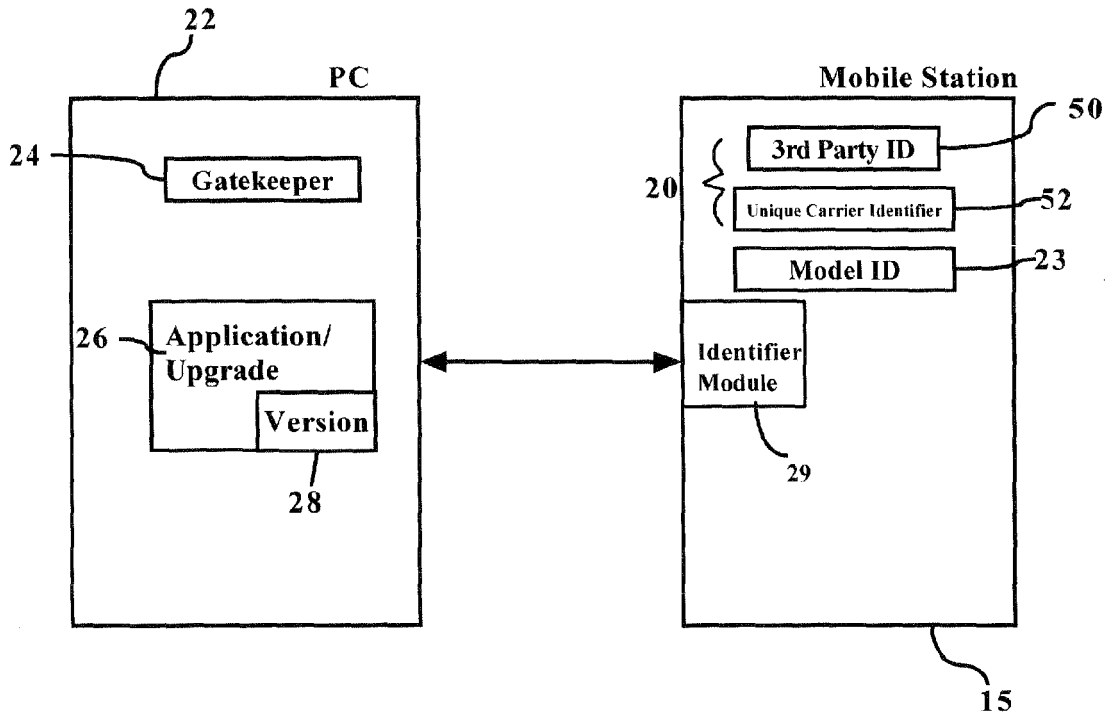 22
PC
24
Gatekeeper
26
Application/
Upgrade
Version
28
Mobile Station
50
3rd Party ID
20
52
Unique Carrier Identifier
23
Model ID
Identifier
Module
29
15